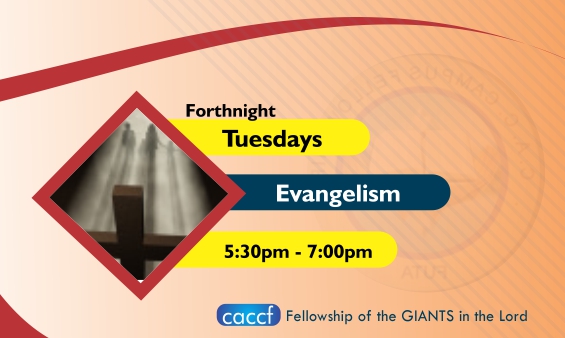 Forthnight
Tuesdays
Evangelism
5:30pm - 7:00pm
caccf Fellowship of the GIANTS in the Lord